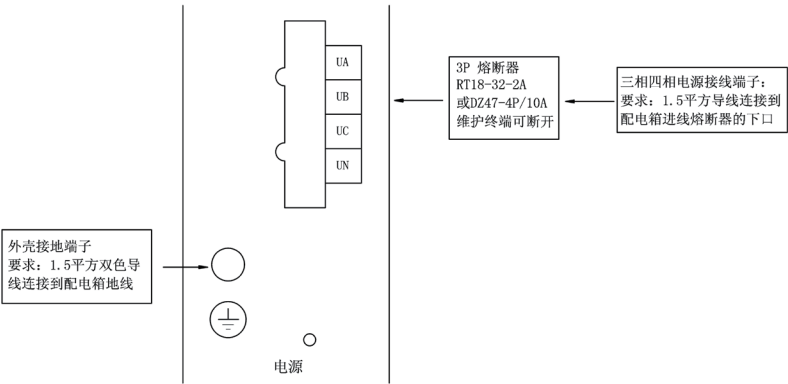 UA
UB
UC
UN
3P 熔断器
RT18-32-2A
或DZ47-4P/10A
维护终端可断开
三相四相电源接线端子：
要求：1.5平方导线连接到
配电箱进线熔断器的下口
外壳接地端子
要求：1.5平方双色导
线连接到配电箱地线
电源